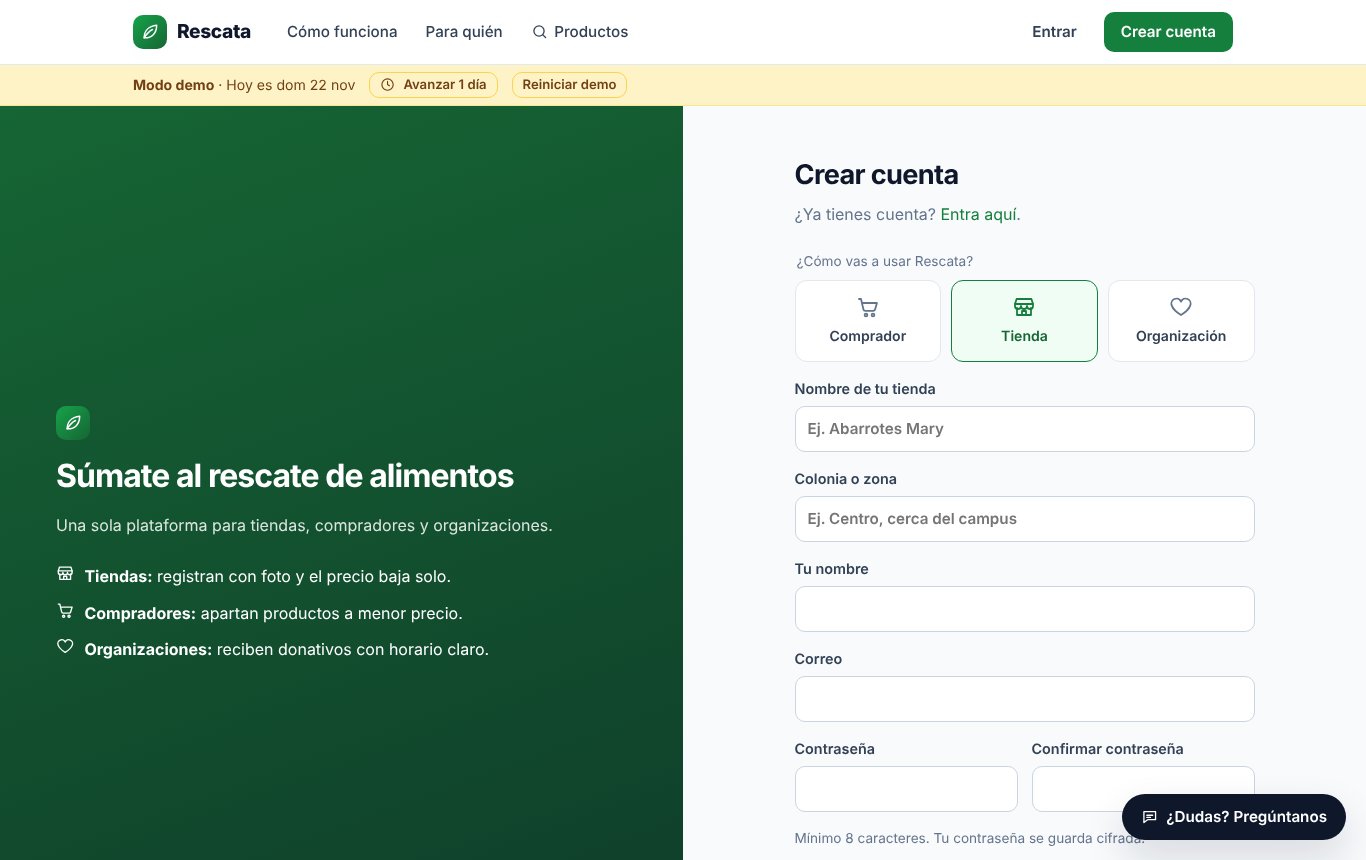 Rescata
Cómo funciona
Para quién
Productos
Entrar
Crear cuenta
Modo demo · Hoy es dom 22 nov
Avanzar 1 día
Reiniciar demo
Súmate al rescate de alimentos
Una sola plataforma para tiendas, compradores y organizaciones.
Tiendas: registran con foto y el precio baja solo.
Compradores: apartan productos a menor precio.
Organizaciones: reciben donativos con horario claro.
Crear cuenta
¿Ya tienes cuenta? Entra aquí.
¿Cómo vas a usar Rescata?
Comprador
Tienda
Organización
Nombre de tu tienda
Ej. Abarrotes Mary
Colonia o zona
Ej. Centro, cerca del campus
Tu nombre
Correo
Contraseña
Confirmar contraseña
Mínimo 8 caracteres. Tu contraseña se guarda cifrada.
¿Dudas? Pregúntanos